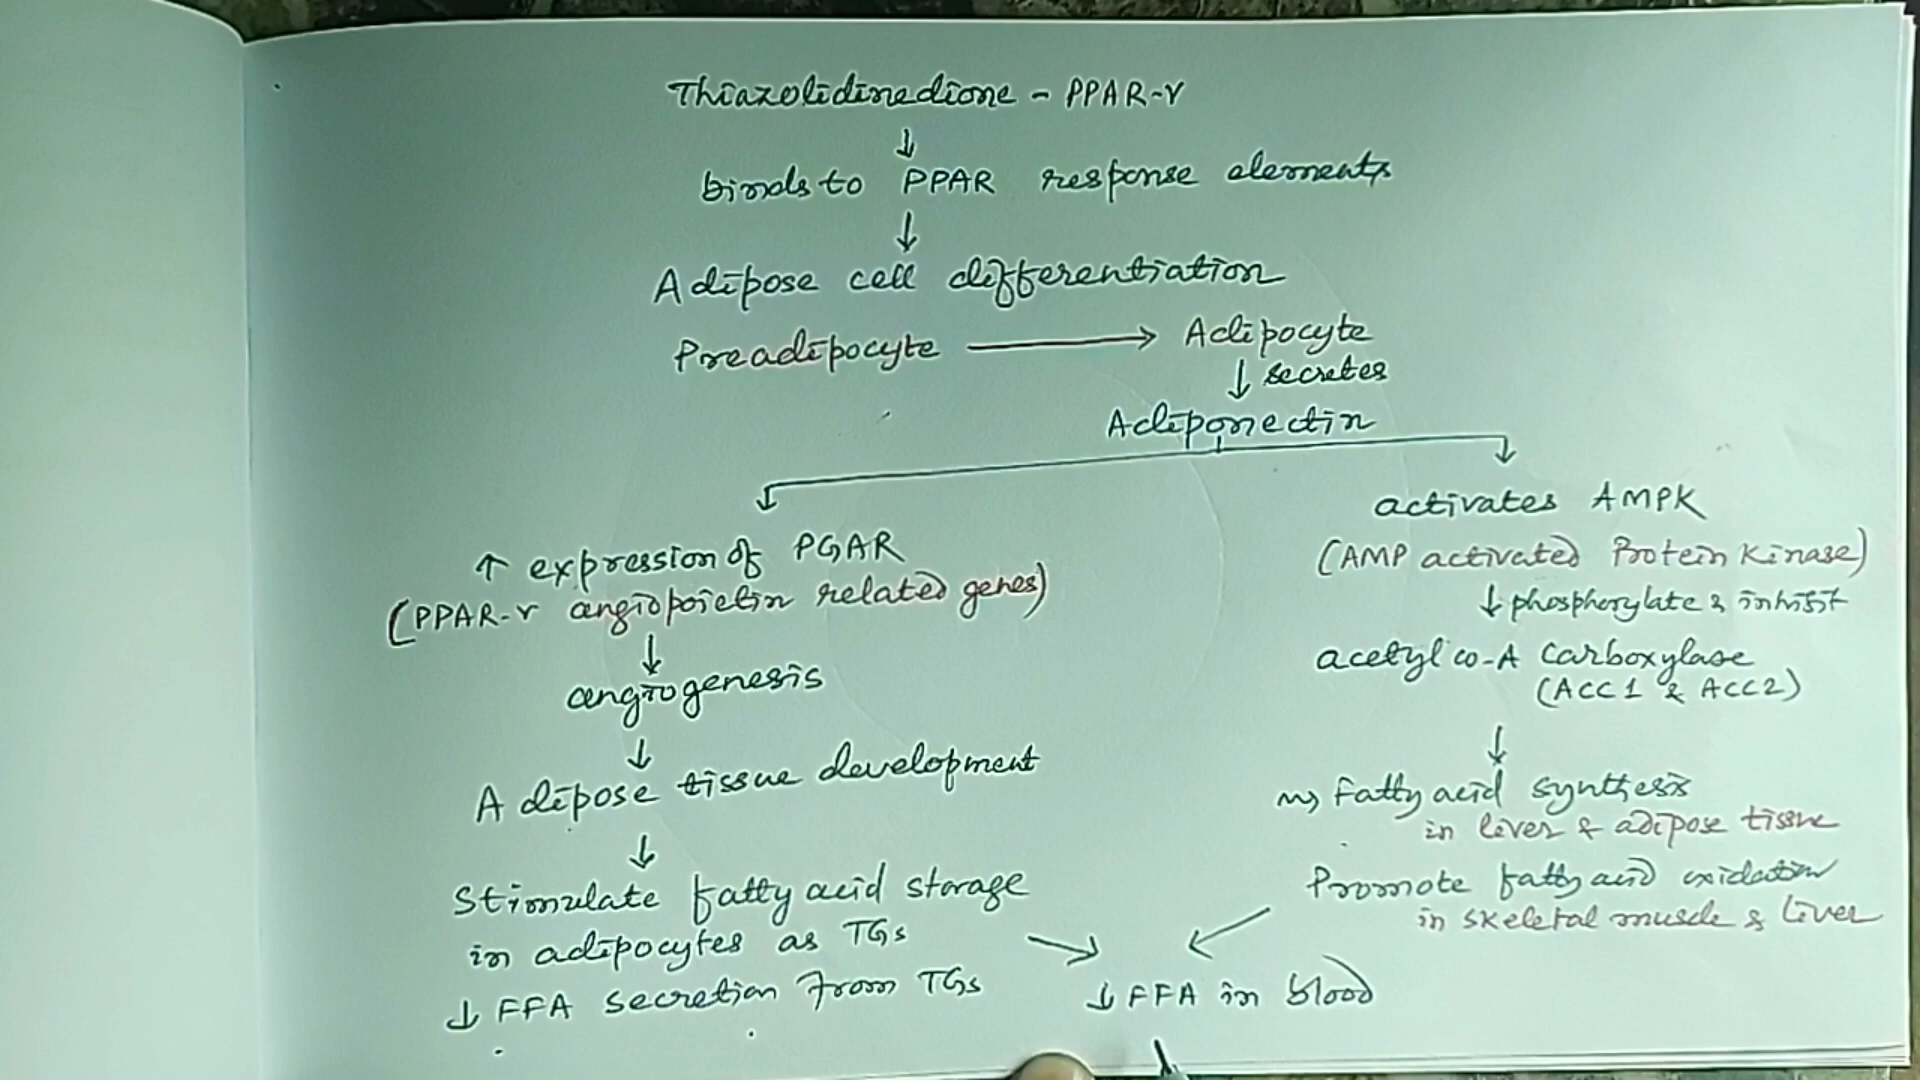 Thiazolidinedione - PPAR-γ
↓
binds to PPAR response elements
↓
Adipose cell differentiation
Preadipocyte → Adipocyte
↓ secretes
Adiponectin
↑ expression of PGAR
(PPAR-γ angiopoietin related genes)
↓
angiogenesis
↓
Adipose tissue development
↓
Stimulate fatty acid storage
in adipocytes as TGs
↓ FFA secretion from TGs
activates AMPK
(AMP activated Protein Kinase)
↓ phosphorylate & inhibit
acetyl co-A carboxylase
(ACC1 & ACC2)
↓
Fatty acid synthesis
in liver & adipose tissue
Promote fatty acid oxidation
in skeletal muscle & liver
↓ FFA in blood